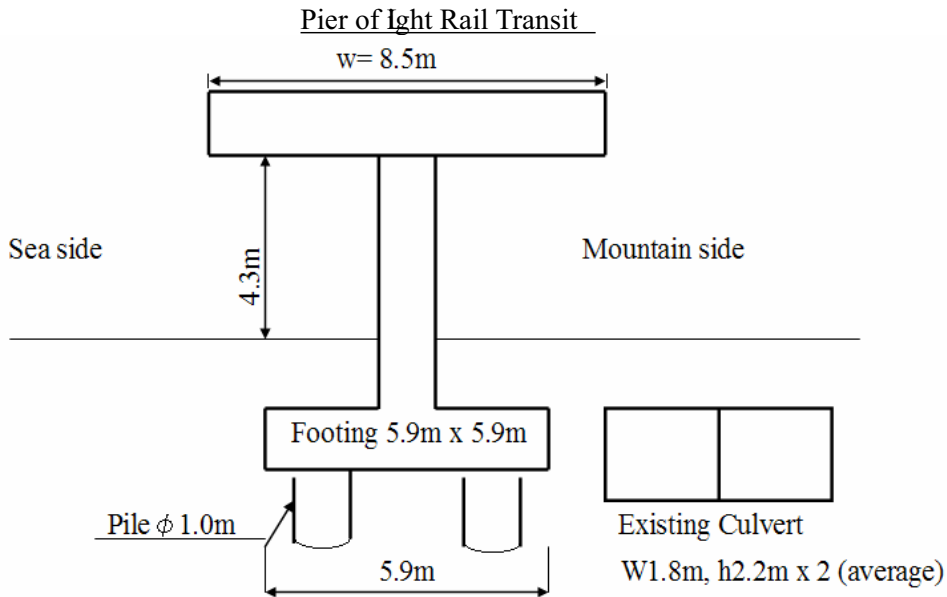 Pier of Ight Rail Transit
w= 8.5m
Sea side
Mountain side
4.3m
Footing 5.9m x 5.9m
Pile ϕ 1.0m
Existing Culvert
5.9m
W1.8m, h2.2m x 2 (average)